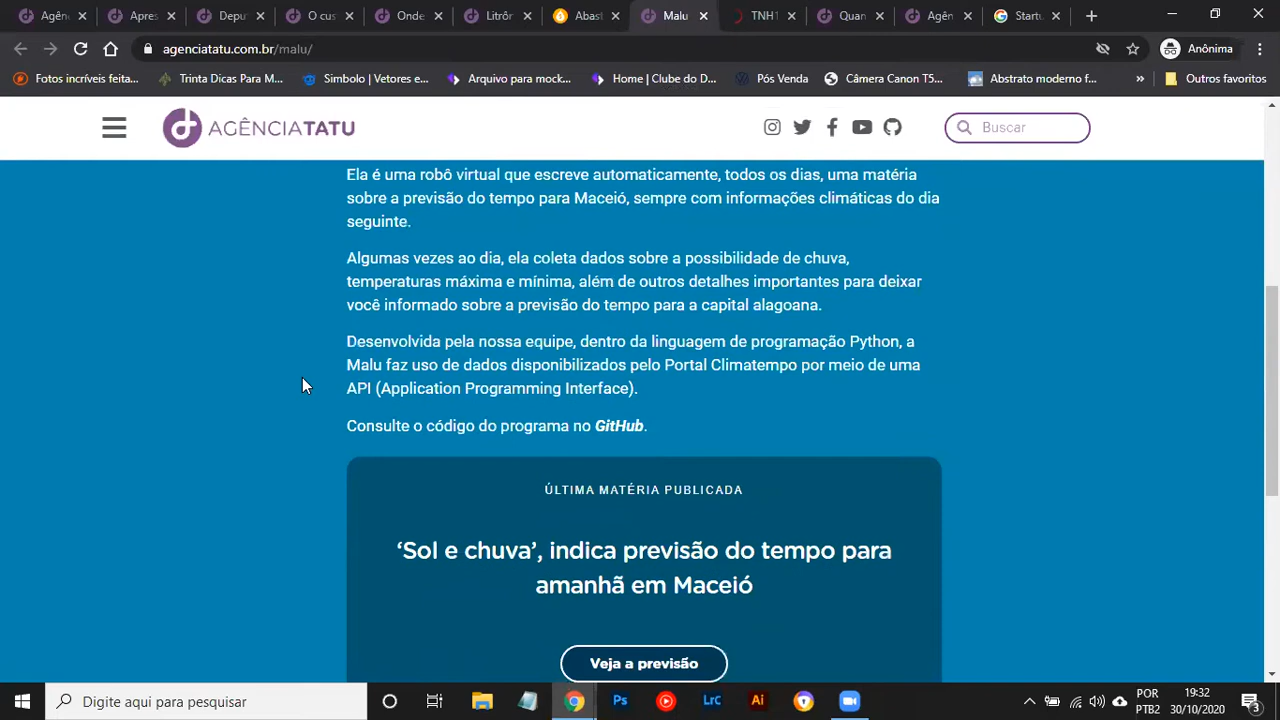 Agênc
Apres
Depu
O cus
Onde
Litrôr
Abast
Malu
TNH1
Quan
Agên
Startu
agenciatatu.com.br/malu/
Anônima
Fotos incríveis feita...
Trinta Dicas Para M...
Simbolo | Vetores e...
Arquivo para mock...
Home | Clube do D...
Pós Venda
Câmera Canon T5...
Abstrato moderno f...
»
Outros favoritos
AGÊNCIATATU
Buscar
Ela é uma robô virtual que escreve automaticamente, todos os dias, uma matéria
sobre a previsão do tempo para Maceió, sempre com informações climáticas do dia
seguinte.
Algumas vezes ao dia, ela coleta dados sobre a possibilidade de chuva,
temperaturas máxima e mínima, além de outros detalhes importantes para deixar
você informado sobre a previsão do tempo para a capital alagoana.
Desenvolvida pela nossa equipe, dentro da linguagem de programação Python, a
Malu faz uso de dados disponibilizados pelo Portal Climatempo por meio de uma
API (Application Programming Interface).
Consulte o código do programa no GitHub.
ÚLTIMA MATÉRIA PUBLICADA
‘Sol e chuva’, indica previsão do tempo para
amanhã em Maceió
Veja a previsão
Digite aqui para pesquisar
Ps
LrC
Ai
POR
PTB2
19:32
30/10/2020
3